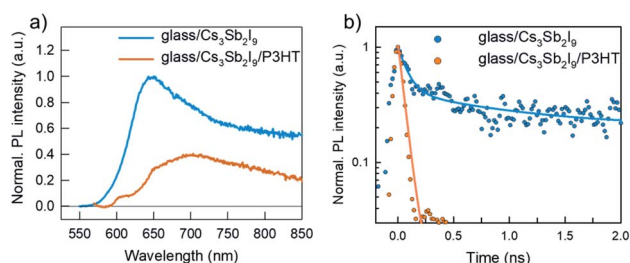 a)
glass/Cs3Sb2I9
glass/Cs3Sb2I9/P3HT
Normal. PL intensity (a.u.)
1.2
1.0
0.8
0.6
0.4
0.2
0.0
550 600 650 700 750 800 850
Wavelength (nm)
b)
glass/Cs3Sb2I9
glass/Cs3Sb2I9/P3HT
Normal. PL intensity (a.u.)
1
0.1
0.0 0.5 1.0 1.5 2.0
Time (ns)